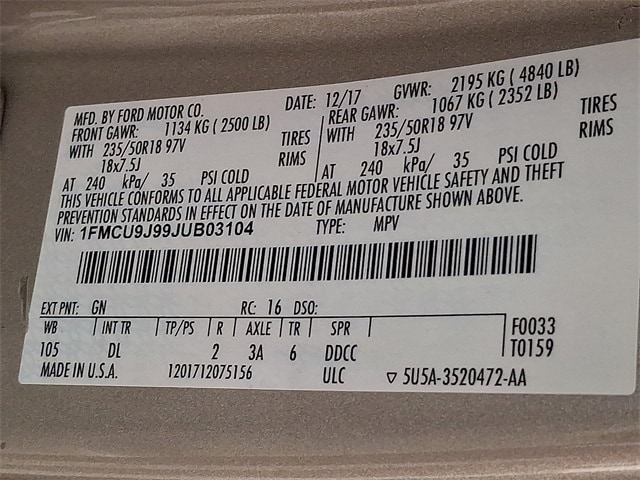 MFD. BY FORD MOTOR CO. DATE: 12/17 GVWR: 2195 KG ( 4840 LB)
FRONT GAWR: 1134 KG ( 2500 LB) REAR GAWR: 1067 KG ( 2352 LB)
WITH 235/50R18 97V TIRES WITH 235/50R18 97V TIRES
18x7.5J RIMS 18x7.5J RIMS
AT 240 kPa/ 35 PSI COLD AT 240 kPa/ 35 PSI COLD
THIS VEHICLE CONFORMS TO ALL APPLICABLE FEDERAL MOTOR VEHICLE SAFETY AND THEFT
PREVENTION STANDARDS IN EFFECT ON THE DATE OF MANUFACTURE SHOWN ABOVE.
VIN: 1FMCU9J99JUB03104 TYPE: MPV
EXT PNT: GN RC: 16 DSO:
WB INT TR TP/PS R AXLE TR SPR F0033
105 DL 2 3A 6 DDCC T0159
MADE IN U.S.A. 1201712075156 ULC ▽ 5U5A-3520472-AA